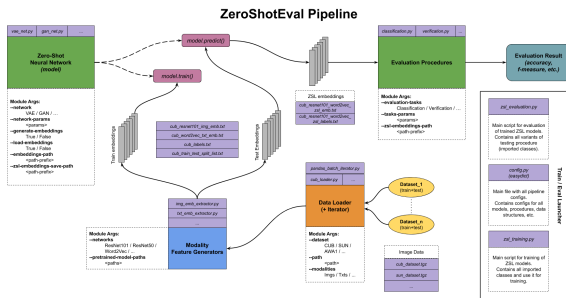 ZeroShotEval Pipeline
vae_net.py gan_net.py ...
Zero-Shot
Neural Network
(model)
Module Args:
--network
VAE / GAN / ...
--network-params
<params>
--generate-embeddings
True / False
--load-embeddings
True / False
--embeddings-path
<path-prefix>
--zsl-embeddings-save-path
<path-prefix>
model.predict()
model.train()
Train Embeddings
Test Embeddings
cub_resnet101_img_emb.txt
cub_word2vec_txt_emb.txt
cub_labels.txt
cub_train_test_split_list.txt
ZSL embeddings
cub_resnet101_word2vec_
zsl_emb.txt
cub_resnet101_word2vec_
zsl_labels.txt
classification.py verification.py ...
Evaluation Procedures
Module Args:
--evaluation-tasks
Classification / Verification / ...
--tasks-params
<params>
--zsl-embeddings-path
<path-prefix>
Evaluation Result
(accuracy,
f-measure, etc.)
img_emb_extractor.py
txt_emb_extractor.py
...
Modality
Feature Generators
Module Args:
--networks
ResNet101 / ResNet50 /
Word2Vec / ...
--pretrained-model-paths
<paths>
pandas_batch_iterator.py
cub_loader.py ...
Data Loader
(+ Iterator)
Module Args:
--dataset
CUB / SUN /
AWA1 / ...
--path
<path>
--modalities
Imgs / Txts / ...
Dataset_1
(train+test)
Dataset_n
(train+test)
Image Data
cub_dataset.tgz
sun_dataset.tgz
...
zsl_evaluation.py
Main script for evaluation
of trained ZSL models.
Contains all variants of
testing procedure
(imported classes).
config.py
(easydict)
Main file with all pipeline
configs.
Contains configs for all
models, procedures, data
structures, etc.
zsl_training.py
Main script for training of
ZSL models.
Contains all imported
classes and use it for
training.
Train / Eval Launcher